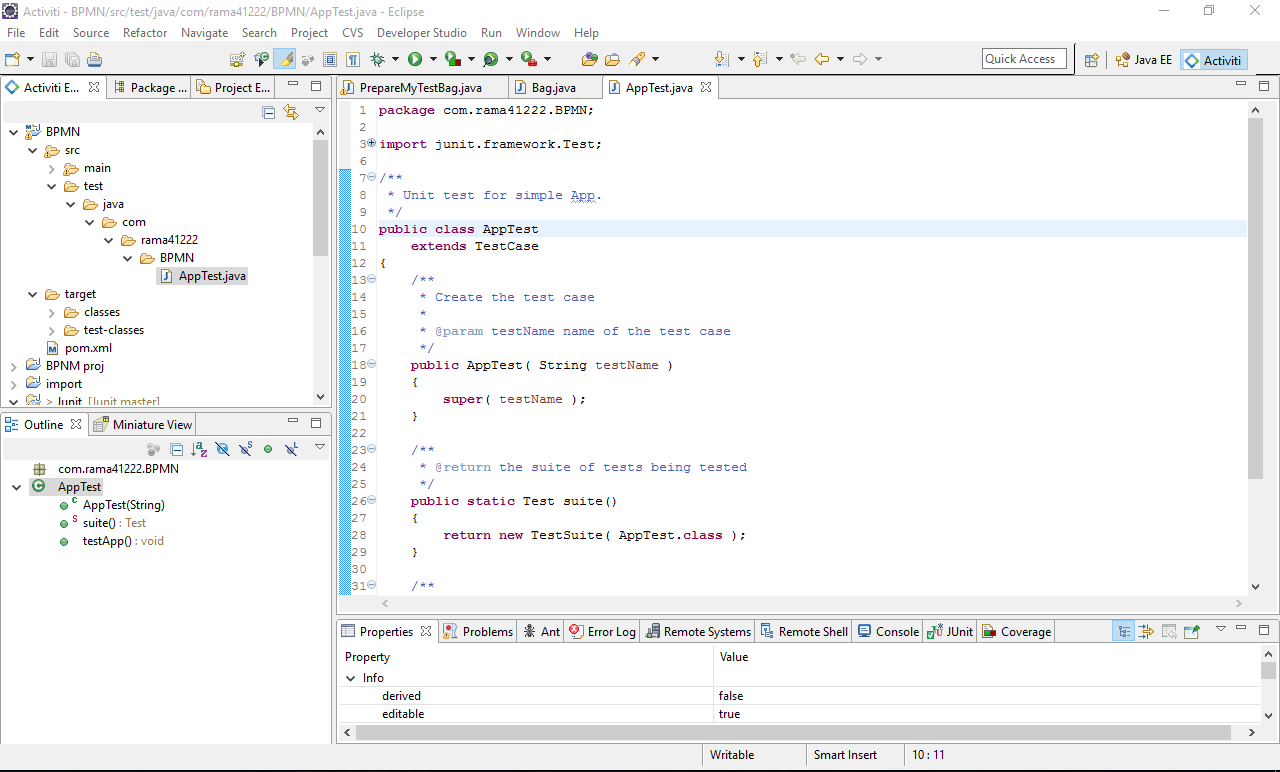 Activiti - BPMN/src/test/java/com/rama41222/BPMN/AppTest.java - Eclipse
File Edit Source Refactor Navigate Search Project CVS Developer Studio Run Window Help
Quick Access
Java EE
Activiti
Activiti E...
Package ...
Project E...
BPMN
src
main
test
java
com
rama41222
BPMN
AppTest.java
target
classes
test-classes
pom.xml
BPNM proj
import
> Junit [Junit master]
Outline
Miniature View
com.rama41222.BPMN
AppTest
AppTest(String)
suite() : Test
testApp() : void
PrepareMyTestBag.java
Bag.java
AppTest.java
1 package com.rama41222.BPMN;
2
3 import junit.framework.Test;
6
7 /**
8 * Unit test for simple App.
9 */
10 public class AppTest
11 extends TestCase
12 {
13 /**
14 * Create the test case
15 *
16 * @param testName name of the test case
17 */
18 public AppTest( String testName )
19 {
20 super( testName );
21 }
22
23 /**
24 * @return the suite of tests being tested
25 */
26 public static Test suite()
27 {
28 return new TestSuite( AppTest.class );
29 }
30
31 /**
Properties
Problems
Ant
Error Log
Remote Systems
Remote Shell
Console
JUnit
Coverage
Property Value
Info
derived false
editable true
Writable Smart Insert 10 : 11